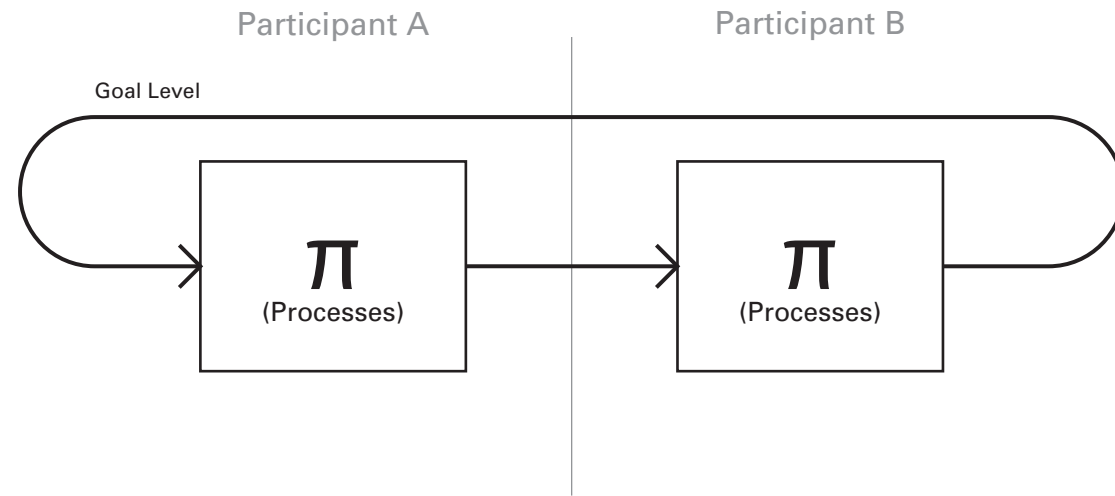 Participant A
Participant B
Goal Level
π
(Processes)
π
(Processes)